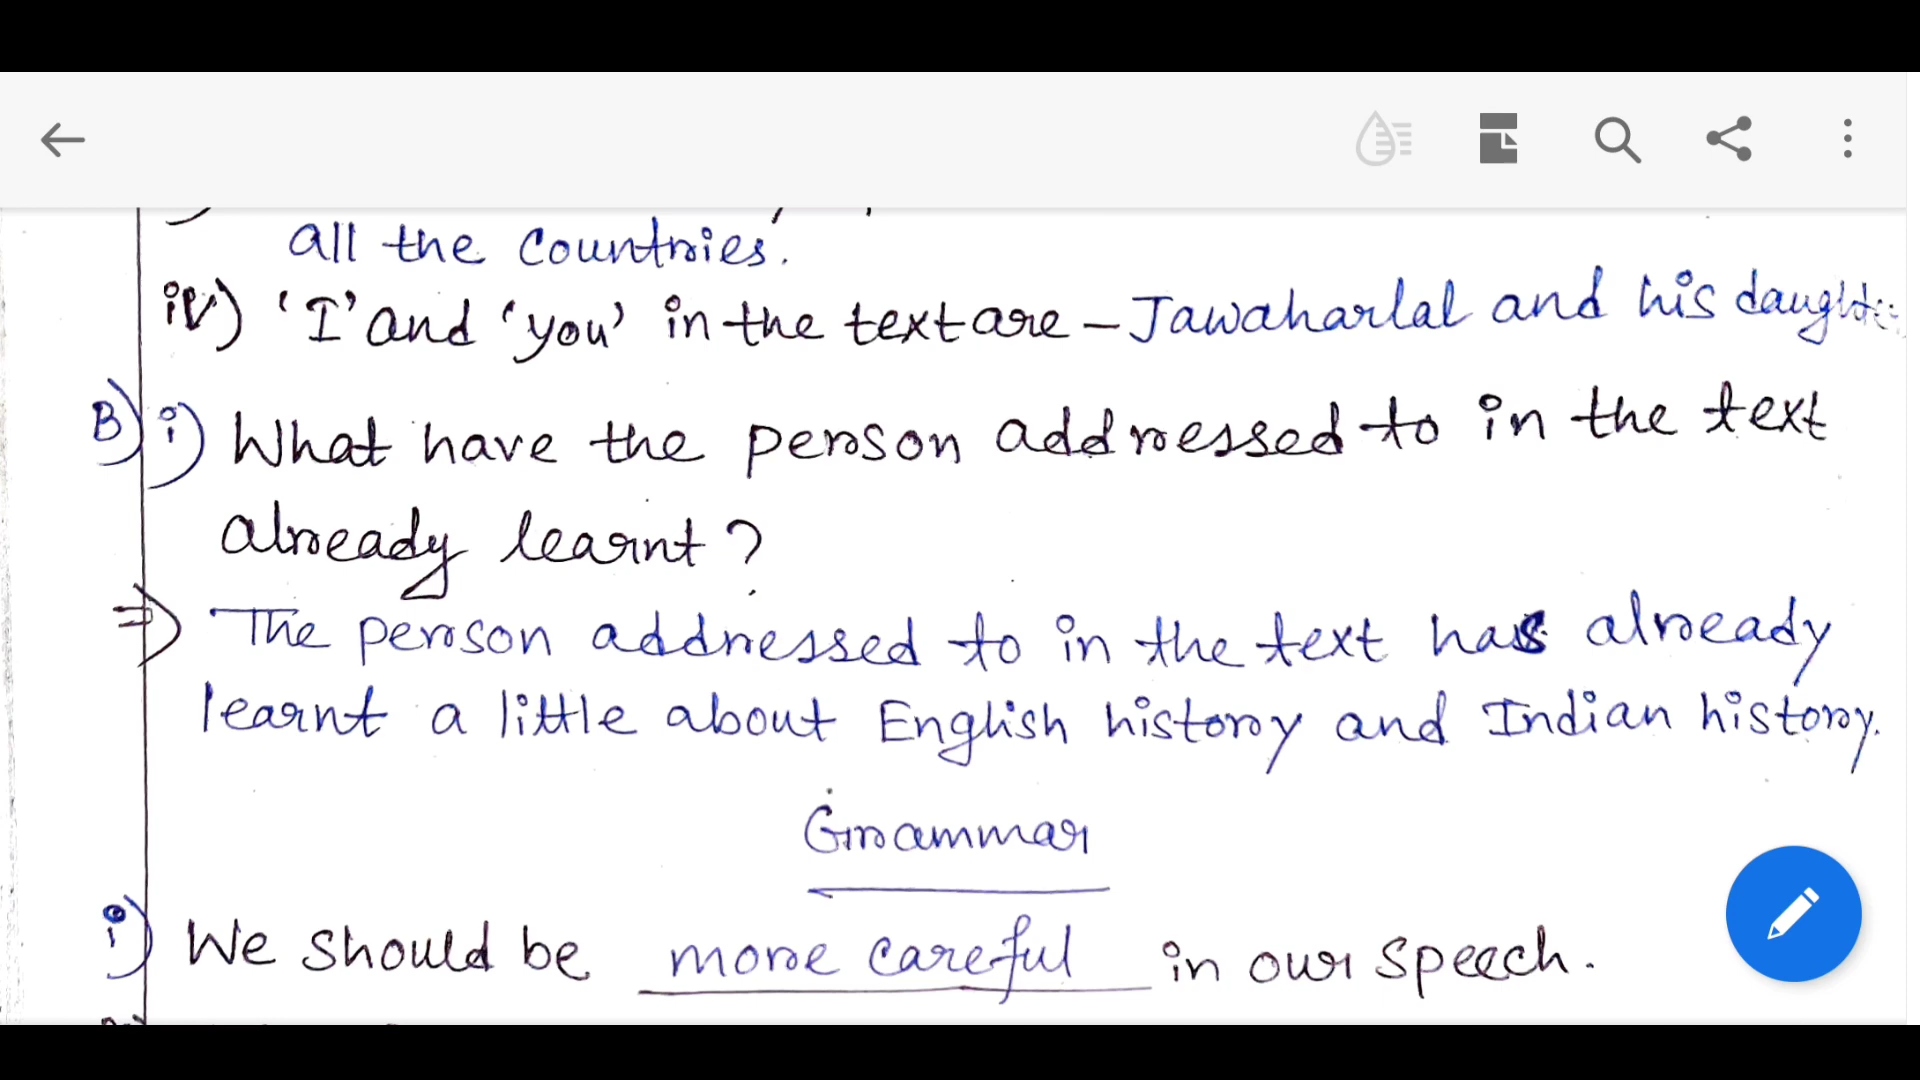 all the countries'.
iv) 'I' and 'you' in the text are – Jawaharlal and his
B) i) What have the person addressed to in the text
already learnt?
⇒ The person addressed to in the text has already
learnt a little about English history and Indian history.
Grammar
i) We should be more careful in our speech.